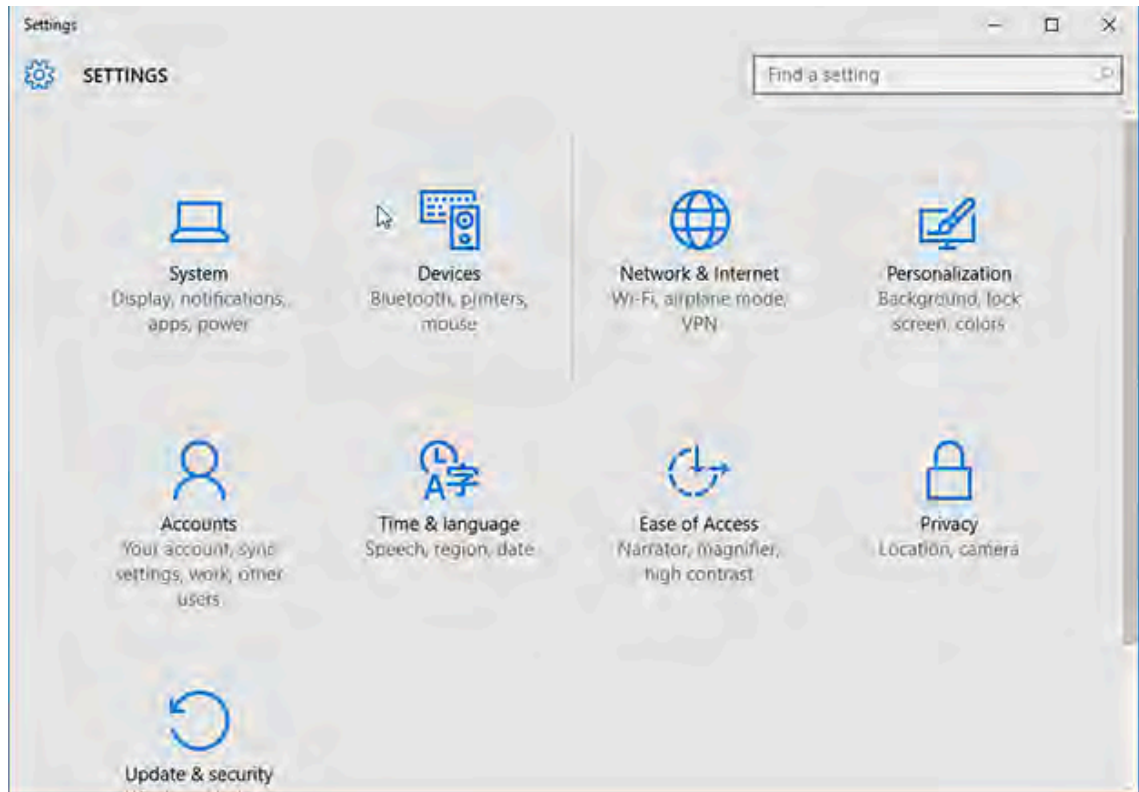 Settings
SETTINGS
Find a setting
System
Display, notifications,
apps, power
Devices
Bluetooth, printers,
mouse
Network & Internet
Wi-Fi, airplane mode,
VPN
Personalization
Background, lock
screen, colors
Accounts
Your account, sync
settings, work, other
users
Time & language
Speech, region, date
Ease of Access
Narrator, magnifier,
high contrast
Privacy
Location, camera
Update & security